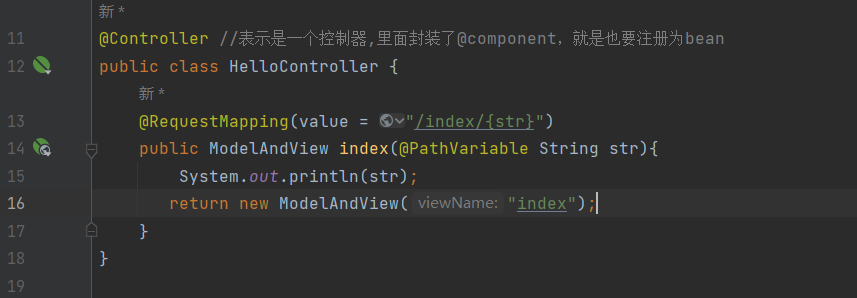 新 *
11 @Controller //表示是一个控制器,里面封装了@component，就是也要注册为bean
12 public class HelloController {
新 *
13 @RequestMapping(value = "/index/{str}")
14 public ModelAndView index(@PathVariable String str){
15 System.out.println(str);
16 return new ModelAndView( viewName: "index");
17 }
18 }
19